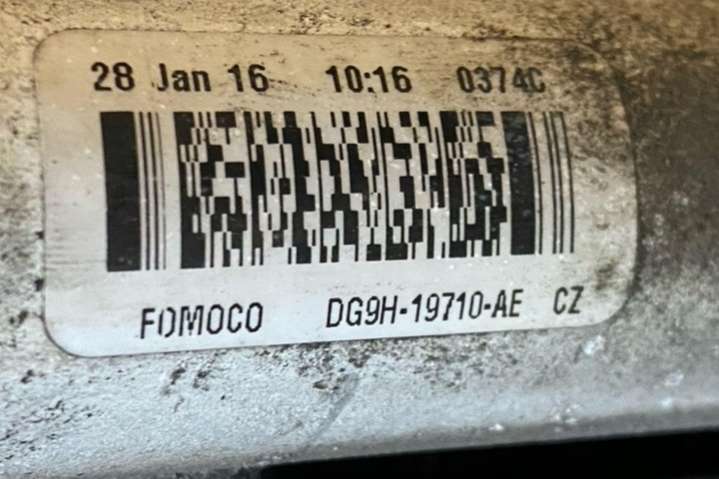 28 Jan 16 10:16 0374C
FOMOCO DG9H-19710-AE CZ